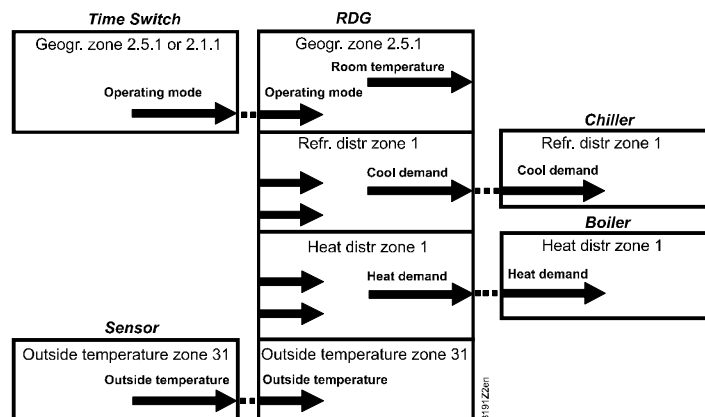 Time Switch
RDG
Geogr. zone 2.5.1 or 2.1.1
Geogr. zone 2.5.1
Room temperature
Operating mode
Operating mode
Chiller
Refr. distr zone 1
Refr. distr zone 1
Cool demand
Cool demand
Boiler
Heat distr zone 1
Heat distr zone 1
Heat demand
Heat demand
Sensor
Outside temperature zone 31
Outside temperature zone 31
Outside temperature
Outside temperature